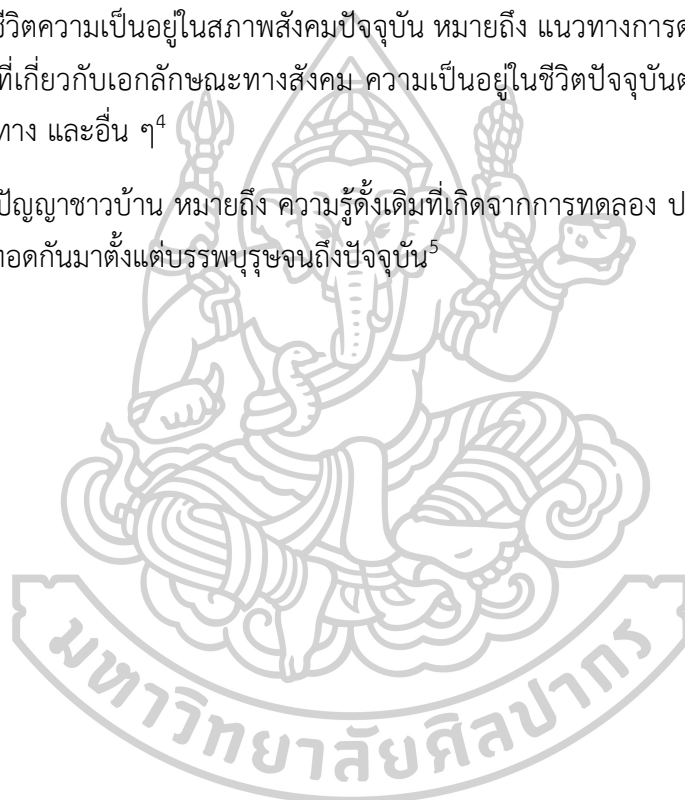 ชีวิตความเป็นอยู่ในสภาพสังคมปัจจุบัน หมายถึง แนวทางการด
ที่เกี่ยวกับเอกลักษณะทางสังคม ความเป็นอยู่ในชีวิตปัจจุบันต
ทาง และอื่น ๆ⁴
ปัญญาชาวบ้าน หมายถึง ความรู้ดั้งเดิมที่เกิดจากการทดลอง ป
ทอดกันมาตั้งแต่บรรพบุรุษจนถึงปัจจุบัน⁵
มหาวิทยาลัยศิลปากร